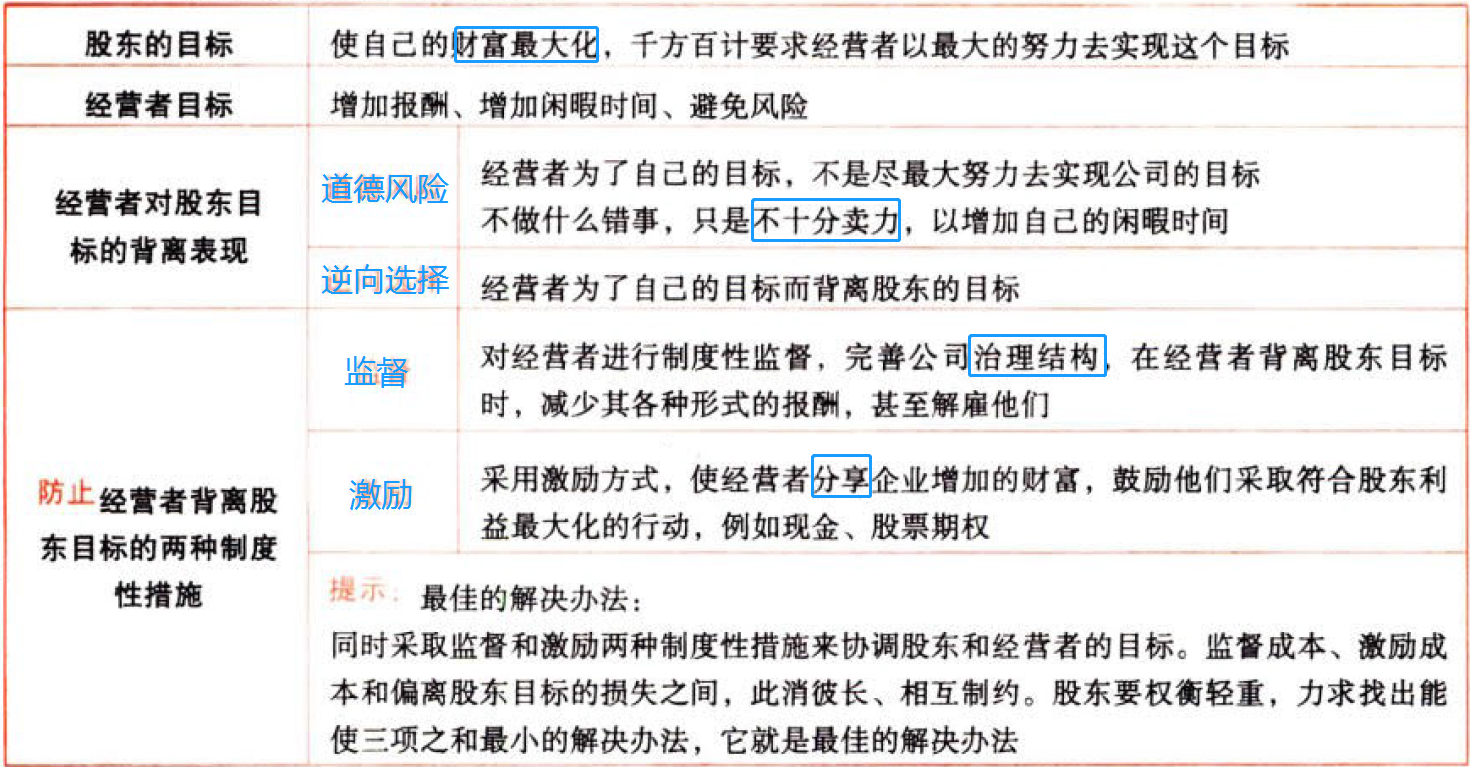 股东的目标
使自己的财富最大化，千方百计要求经营者以最大的努力去实现这个目标
经营者目标
增加报酬、增加闲暇时间、避免风险
经营者对股东目
标的背离表现
道德风险
经营者为了自己的目标，不是尽最大努力去实现公司的目标
不做什么错事，只是不十分卖力，以增加自己的闲暇时间
逆向选择
经营者为了自己的目标而背离股东的目标
防止经营者背离股
东目标的两种制度
性措施
监督
对经营者进行制度性监督，完善公司治理结构，在经营者背离股东目标
时，减少其各种形式的报酬，甚至解雇他们
激励
采用激励方式，使经营者分享企业增加的财富，鼓励他们采取符合股东利
益最大化的行动，例如现金、股票期权
提示：最佳的解决办法：
同时采取监督和激励两种制度性措施来协调股东和经营者的目标。监督成本、激励成
本和偏离股东目标的损失之间，此消彼长、相互制约。股东要权衡轻重，力求找出能
使三项之和最小的解决办法，它就是最佳的解决办法